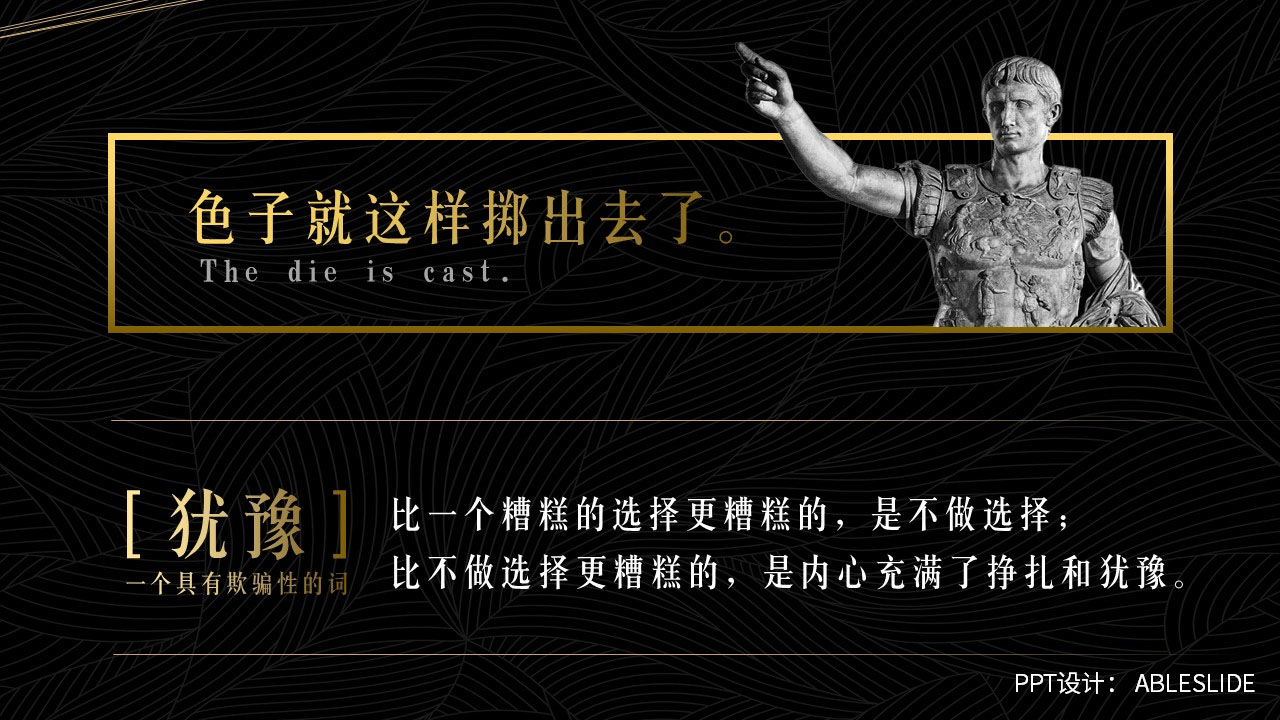 色子就这样掷出去了。
The die is cast.
[犹豫]
一个具有欺骗性的词
比一个糟糕的选择更糟糕的，是不做选择；
比不做选择更糟糕的，是内心充满了挣扎和犹豫。
PPT设计： ABLESLIDE